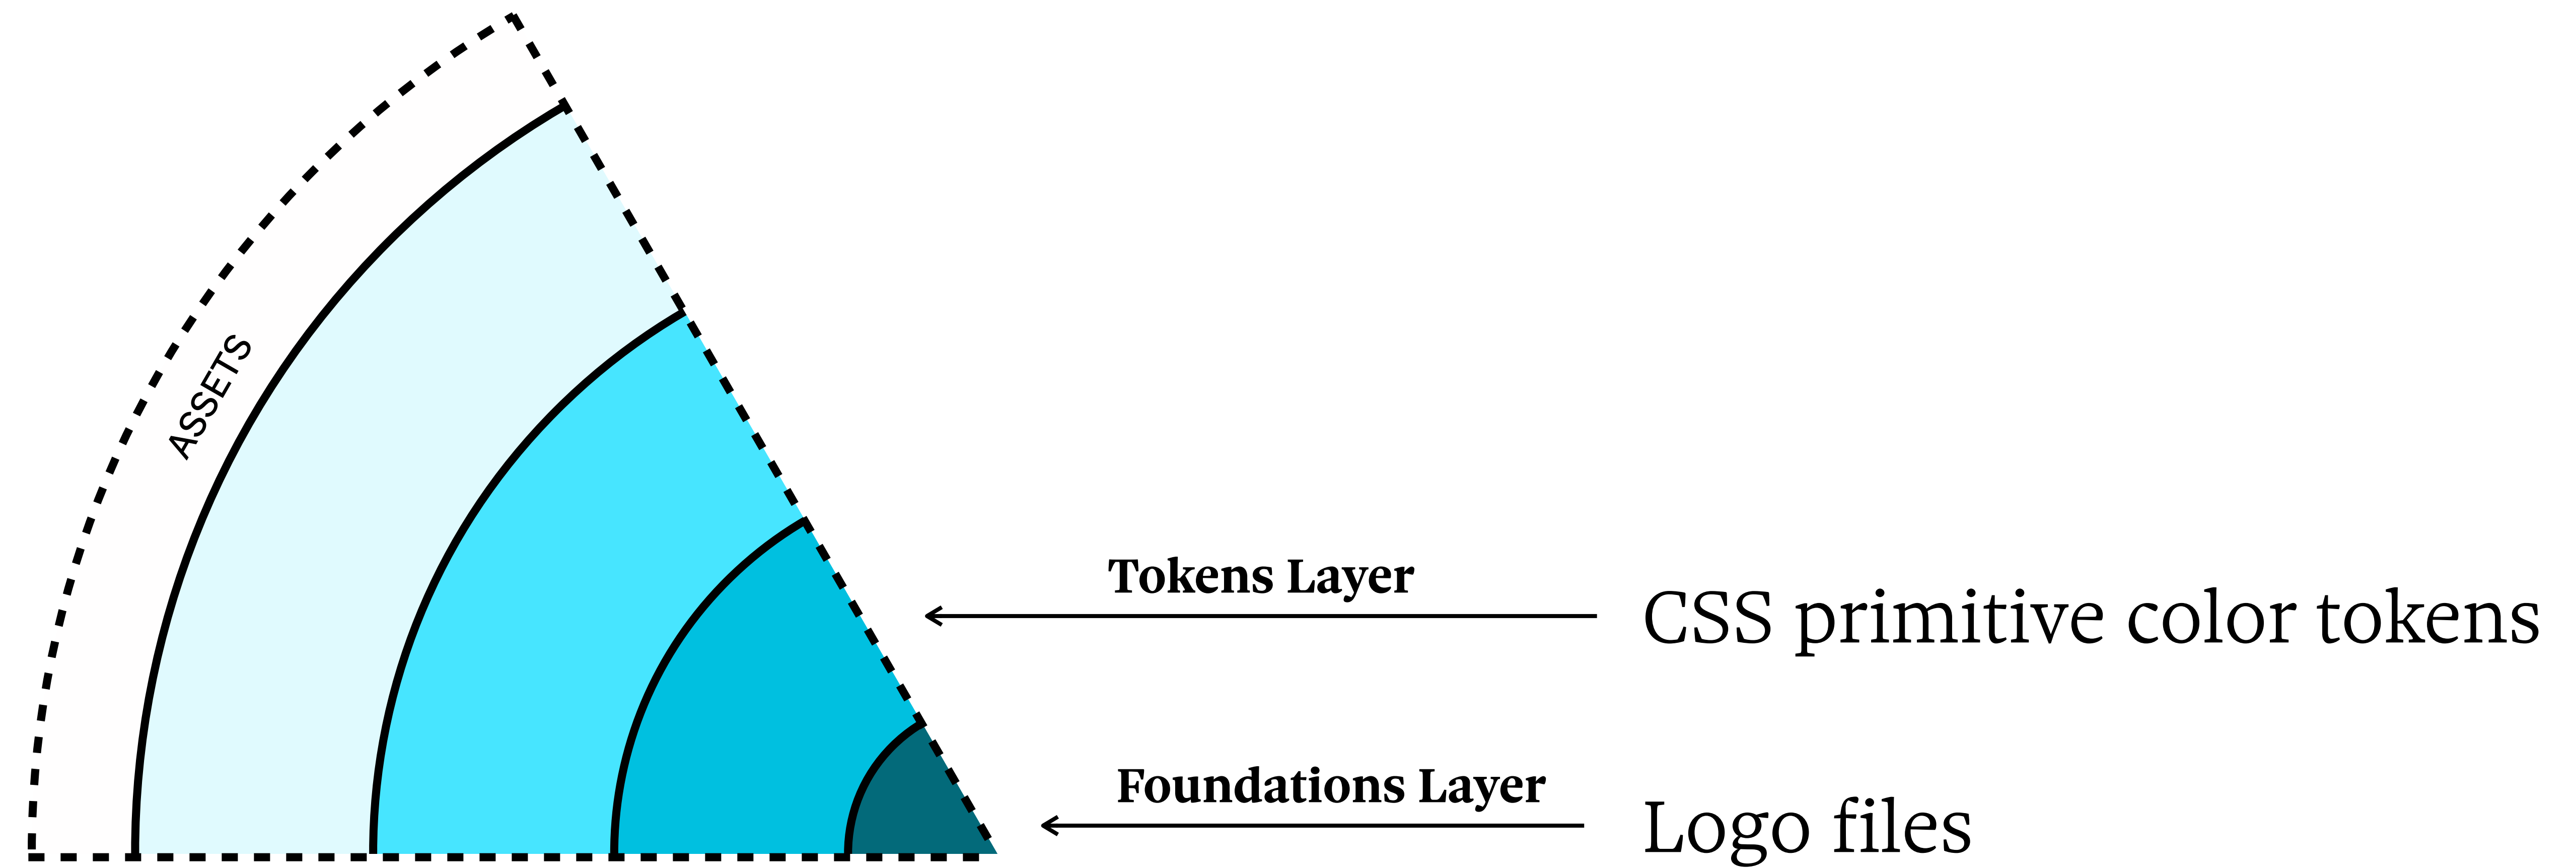 ASSETS
Tokens Layer
CSS primitive color tokens
Foundations Layer
Logo files